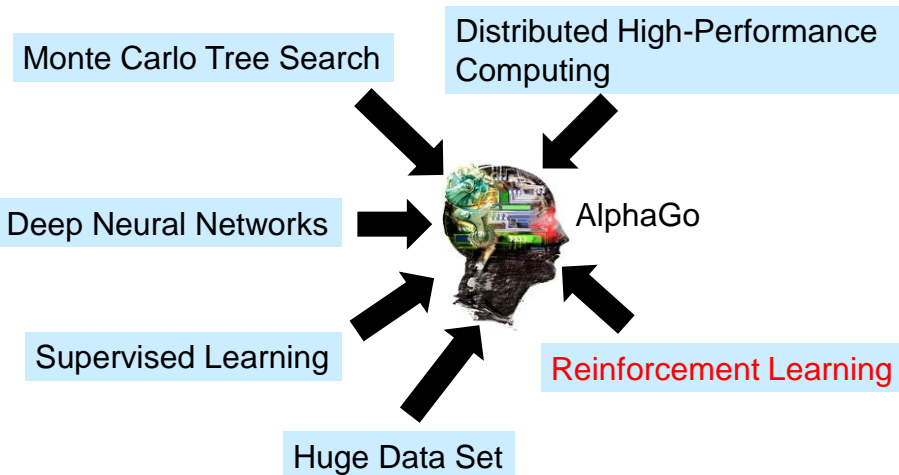 Monte Carlo Tree Search
Distributed High-Performance
Computing
Deep Neural Networks
AlphaGo
Supervised Learning
Reinforcement Learning
Huge Data Set